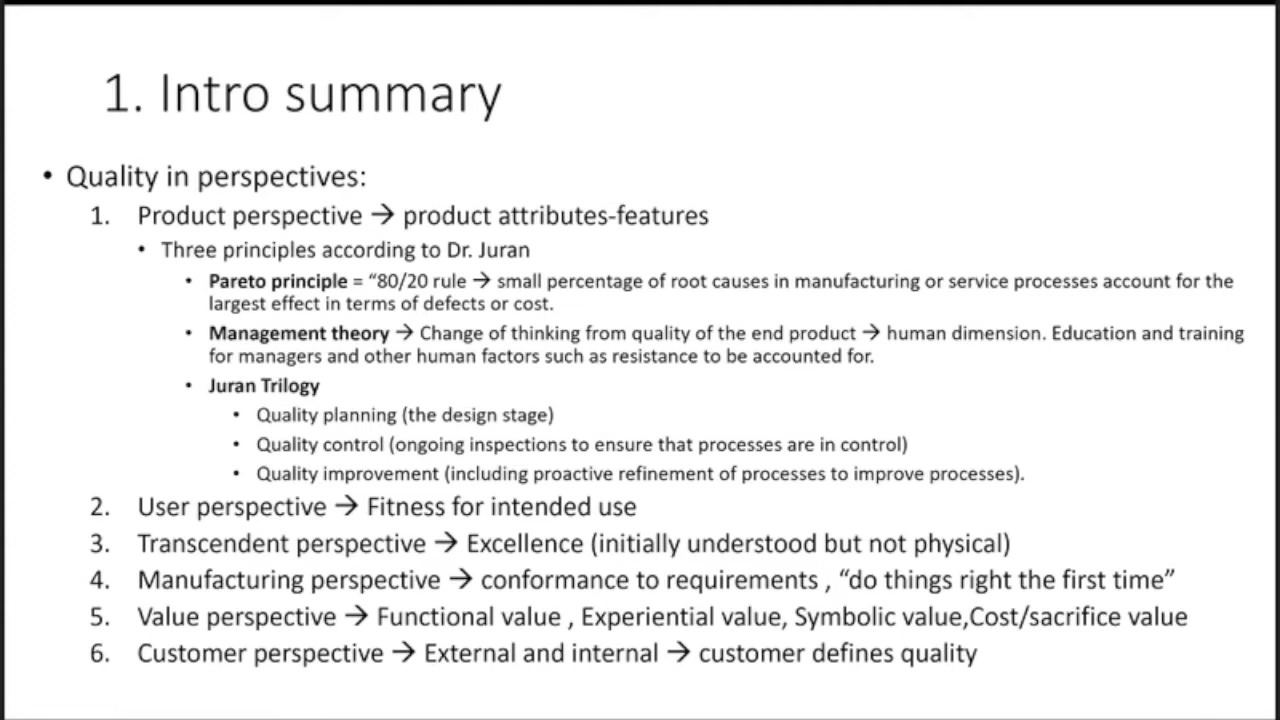 1. Intro summary
• Quality in perspectives:
1. Product perspective → product attributes-features
• Three principles according to Dr. Juran
• Pareto principle = “80/20 rule → small percentage of root causes in manufacturing or service processes account for the
largest effect in terms of defects or cost.
• Management theory → Change of thinking from quality of the end product → human dimension. Education and training
for managers and other human factors such as resistance to be accounted for.
• Juran Trilogy
• Quality planning (the design stage)
• Quality control (ongoing inspections to ensure that processes are in control)
• Quality improvement (including proactive refinement of processes to improve processes).
2. User perspective → Fitness for intended use
3. Transcendent perspective → Excellence (initially understood but not physical)
4. Manufacturing perspective → conformance to requirements , “do things right the first time”
5. Value perspective → Functional value , Experiential value, Symbolic value,Cost/sacrifice value
6. Customer perspective → External and internal → customer defines quality